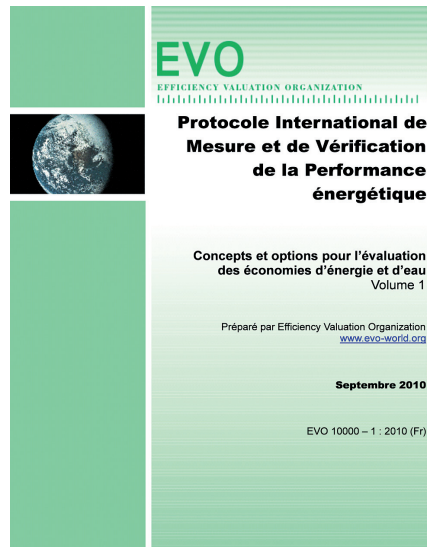 EVO
EFFICIENCY VALUATION ORGANIZATION
Protocole International de
Mesure et de Vérification
de la Performance
énergétique
Concepts et options pour l'évaluation
des économies d'énergie et d'eau
Volume 1
Préparé par Efficiency Valuation Organization
www.evo-world.org
Septembre 2010
EVO 10000 – 1 : 2010 (Fr)